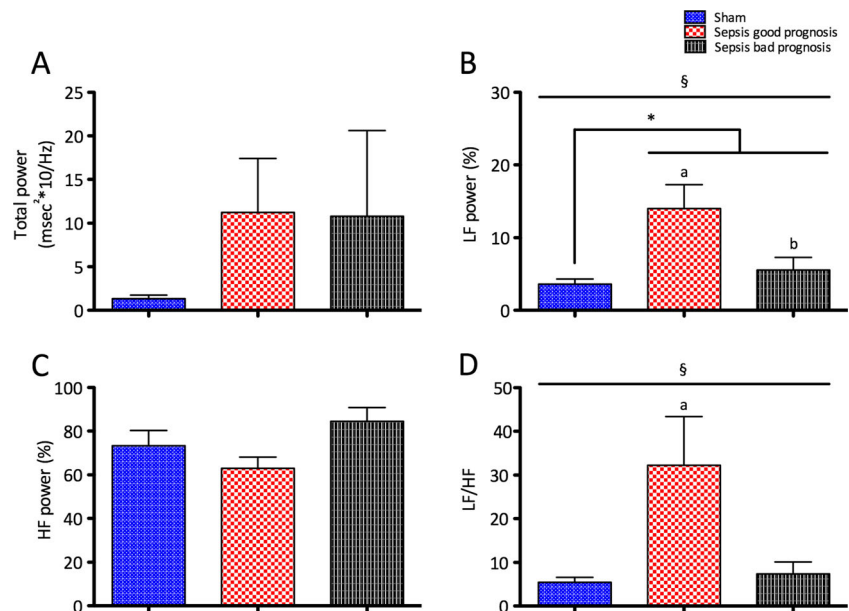 Sham
Sepsis good prognosis
Sepsis bad prognosis
A
25
20
15
10
5
0
Total power
(msec²*10/Hz)
B
30
20
10
0
LF power (%)
§
*
a
b
C
100
80
60
40
20
0
HF power (%)
D
50
40
30
20
10
0
LF/HF
§
a